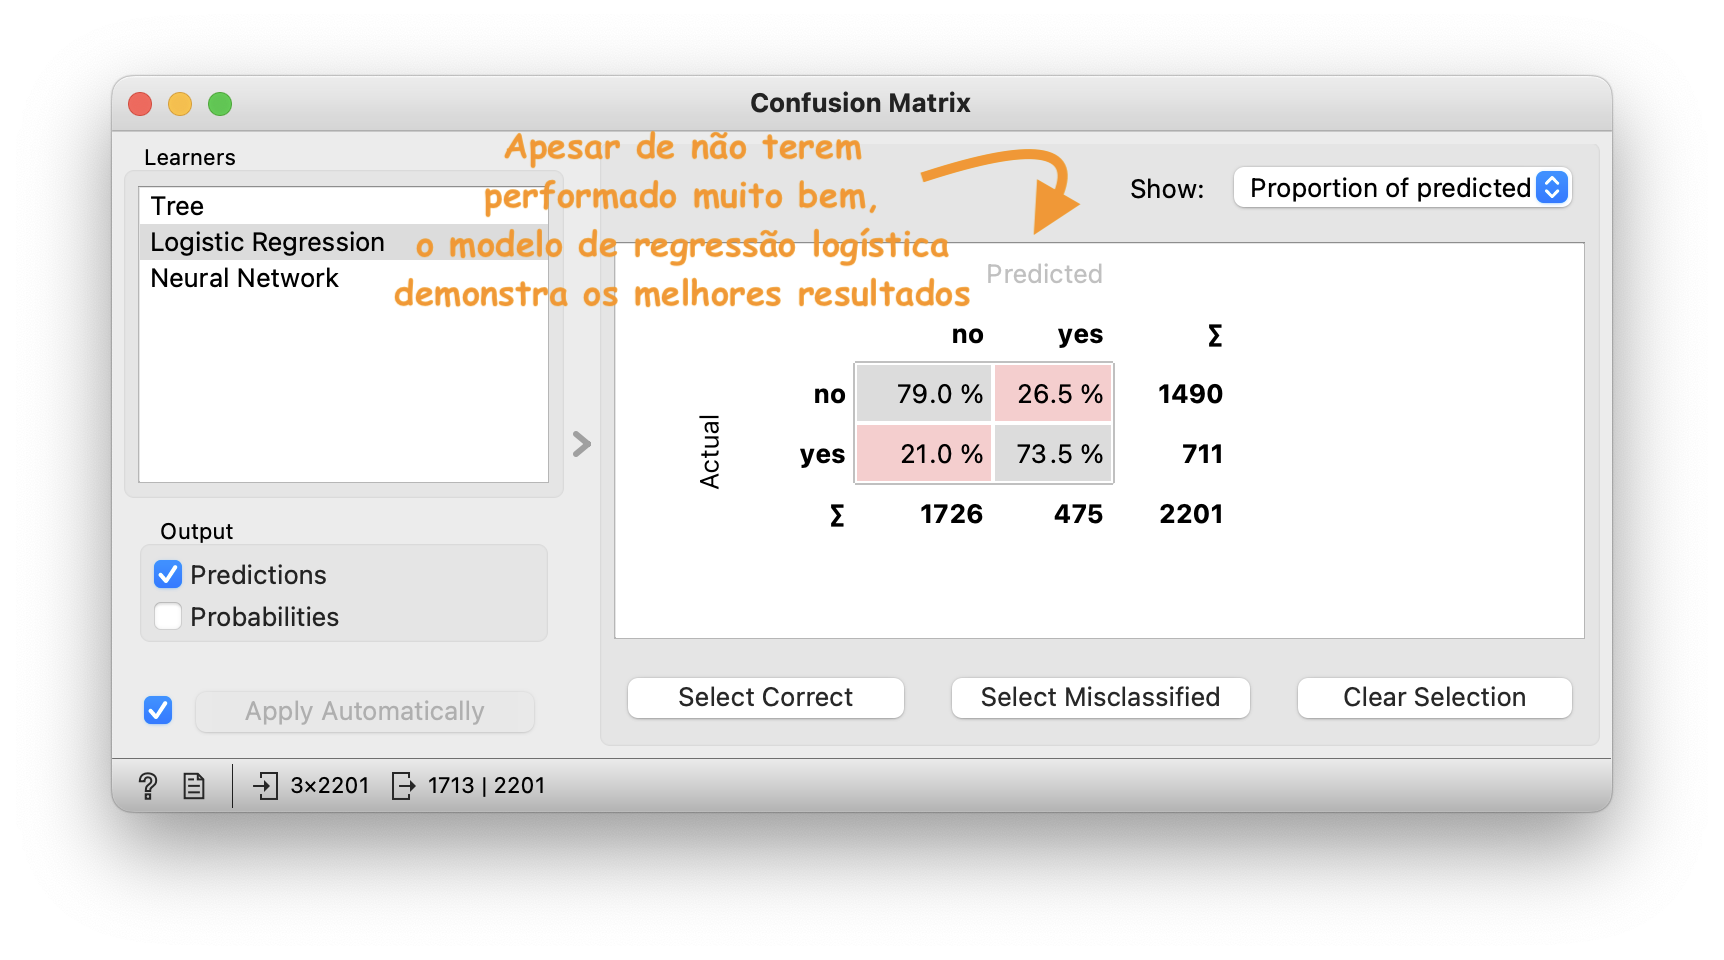 Confusion Matrix
Learners
Tree
Logistic Regression
Neural Network
Apesar de não terem
performado muito bem,
o modelo de regressão logística
demonstra os melhores resultados
Show: Proportion of predicted
Predicted
no yes Σ
Actual
no 79.0 % 26.5 % 1490
yes 21.0 % 73.5 % 711
Σ 1726 475 2201
Output
Predictions
Probabilities
Apply Automatically
Select Correct Select Misclassified Clear Selection
? 3×2201 1713 | 2201